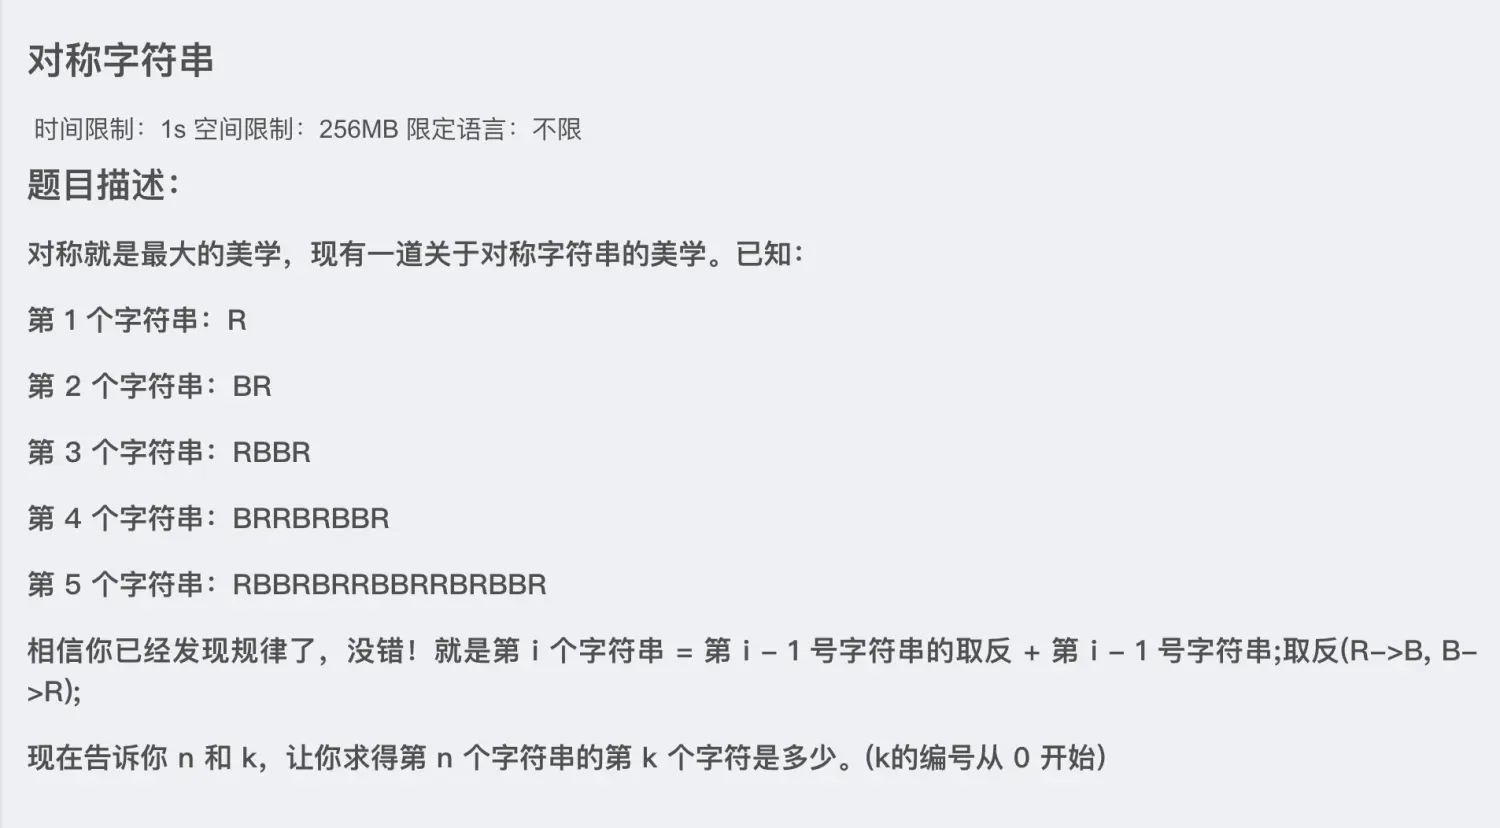 对称字符串
时间限制：1s 空间限制：256MB 限定语言：不限
题目描述：
对称就是最大的美学，现有一道关于对称字符串的美学。已知：
第 1 个字符串：R
第 2 个字符串：BR
第 3 个字符串：RBBR
第 4 个字符串：BRRBRBBR
第 5 个字符串：RBBRBRRBBRRBRBBR
相信你已经发现规律了，没错！就是第 i 个字符串 = 第 i - 1 号字符串的取反 + 第 i - 1 号字符串;取反(R->B, B-
>R);
现在告诉你 n 和 k，让你求得第 n 个字符串的第 k 个字符是多少。(k的编号从 0 开始)